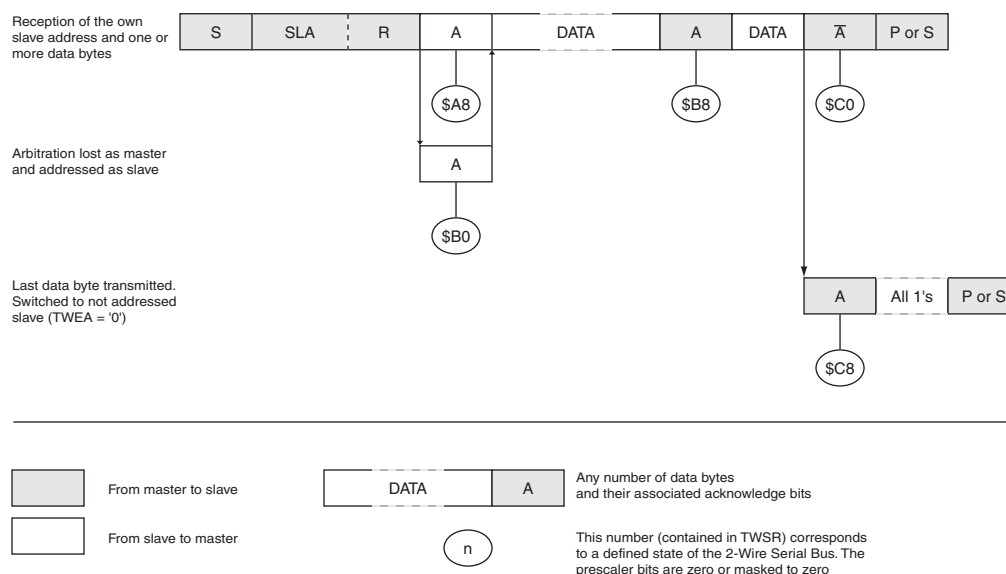 Reception of the own
slave address and one or
more data bytes
S SLA R A DATA A DATA A̅ P or S
$A8 $B8 $C0
Arbitration lost as master
and addressed as slave
A
$B0
Last data byte transmitted.
Switched to not addressed
slave (TWEA = '0')
A All 1's P or S
$C8
From master to slave
DATA A
Any number of data bytes
and their associated acknowledge bits
From slave to master
n
This number (contained in TWSR) corresponds
to a defined state of the 2-Wire Serial Bus. The
prescaler bits are zero or masked to zero